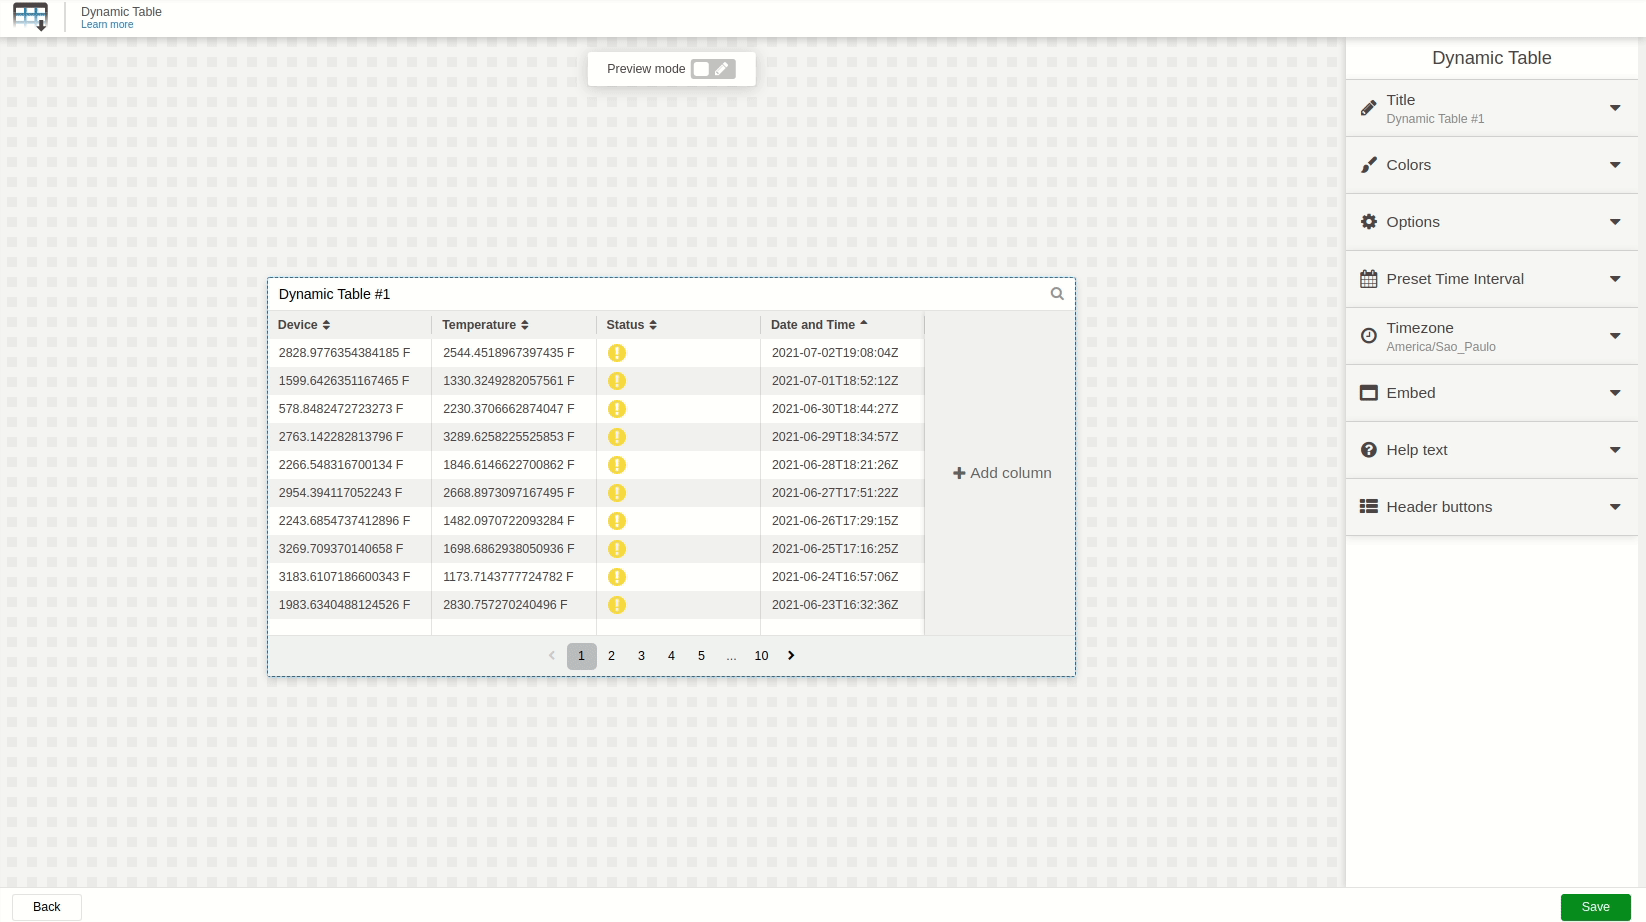 Dynamic Table
Learn more
Preview mode
Dynamic Table #1
Device Temperature Status Date and Time
2828.9776354384185 F 2544.4518967397435 F 2021-07-02T19:08:04Z
1599.6426351167465 F 1330.3249282057561 F 2021-07-01T18:52:12Z
578.8482472723273 F 2230.3706662874047 F 2021-06-30T18:44:27Z
2763.142282813796 F 3289.6258225525853 F 2021-06-29T18:34:57Z
2266.548316700134 F 1846.6146622700862 F 2021-06-28T18:21:26Z
2954.394117052243 F 2668.8973097167495 F 2021-06-27T17:51:22Z
2243.6854737412896 F 1482.0970722093284 F 2021-06-26T17:29:15Z
3269.709370140658 F 1698.6862938050936 F 2021-06-25T17:16:25Z
3183.6107186600343 F 1173.7143777724782 F 2021-06-24T16:57:06Z
1983.6340488124526 F 2830.757270240496 F 2021-06-23T16:32:36Z
Add column
1 2 3 4 5 ... 10
Dynamic Table
Title
Dynamic Table #1
Colors
Options
Preset Time Interval
Timezone
America/Sao_Paulo
Embed
Help text
Header buttons
Back
Save